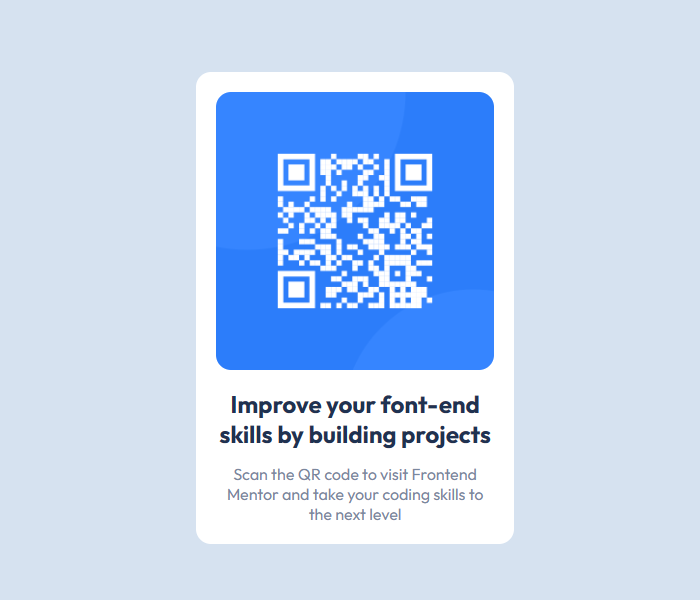 Improve your font-end
skills by building projects
Scan the QR code to visit Frontend
Mentor and take your coding skills to
the next level